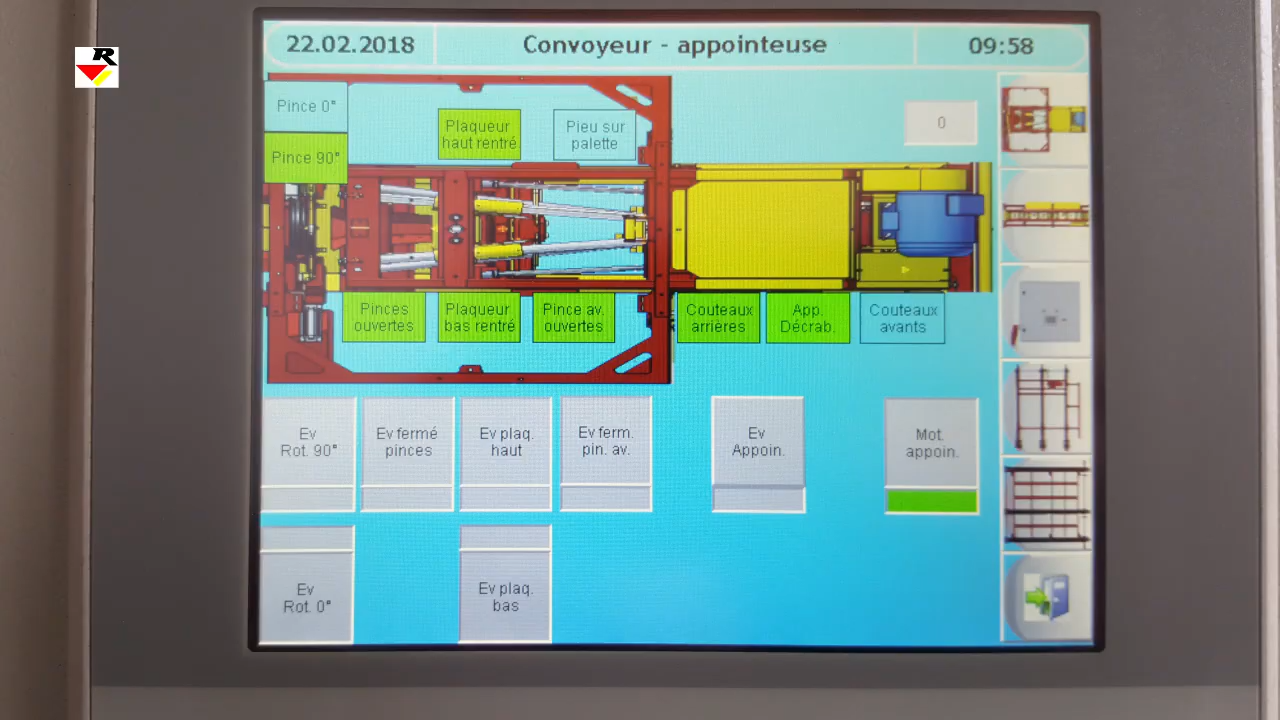 R
22.02.2018
Convoyeur - appointeuse
09:58
Pince 0°
Pince 90°
Plaqueur
haut rentré
Pieu sur
palette
0
Pinces
ouvertes
Plaqueur
bas rentré
Pince av.
ouvertes
Couteaux
arrières
App.
Décrab.
Couteaux
avants
Ev
Rot. 90°
Ev fermé
pinces
Ev plaq.
haut
Ev ferm.
pin. av.
Ev
Appoin.
Mot.
appoin.
Ev
Rot. 0°
Ev plaq.
bas